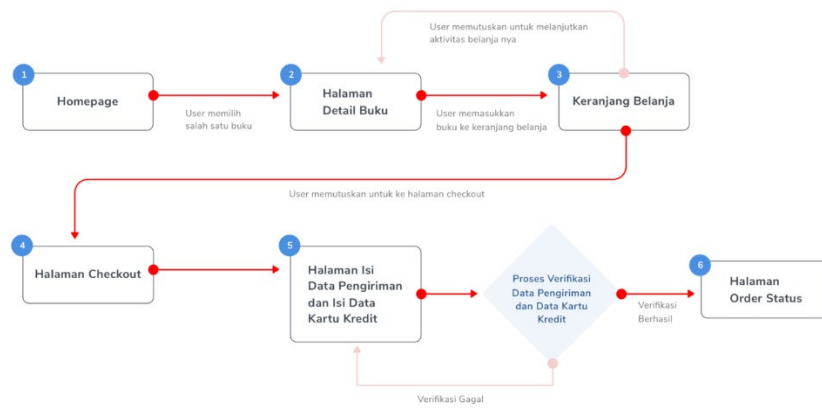 User memutuskan untuk melanjutkan
aktivitas belanja nya
1
Homepage
User memilih
salah satu buku
2
Halaman
Detail Buku
User memasukkan
buku ke keranjang belanja
3
Keranjang Belanja
User memutuskan untuk ke halaman checkout
4
Halaman Checkout
5
Halaman Isi
Data Pengiriman
dan Isi Data
Kartu Kredit
Proses Verifikasi
Data Pengiriman
dan Data Kartu
Kredit
Verifikasi
Berhasil
6
Halaman
Order Status
Verifikasi Gagal